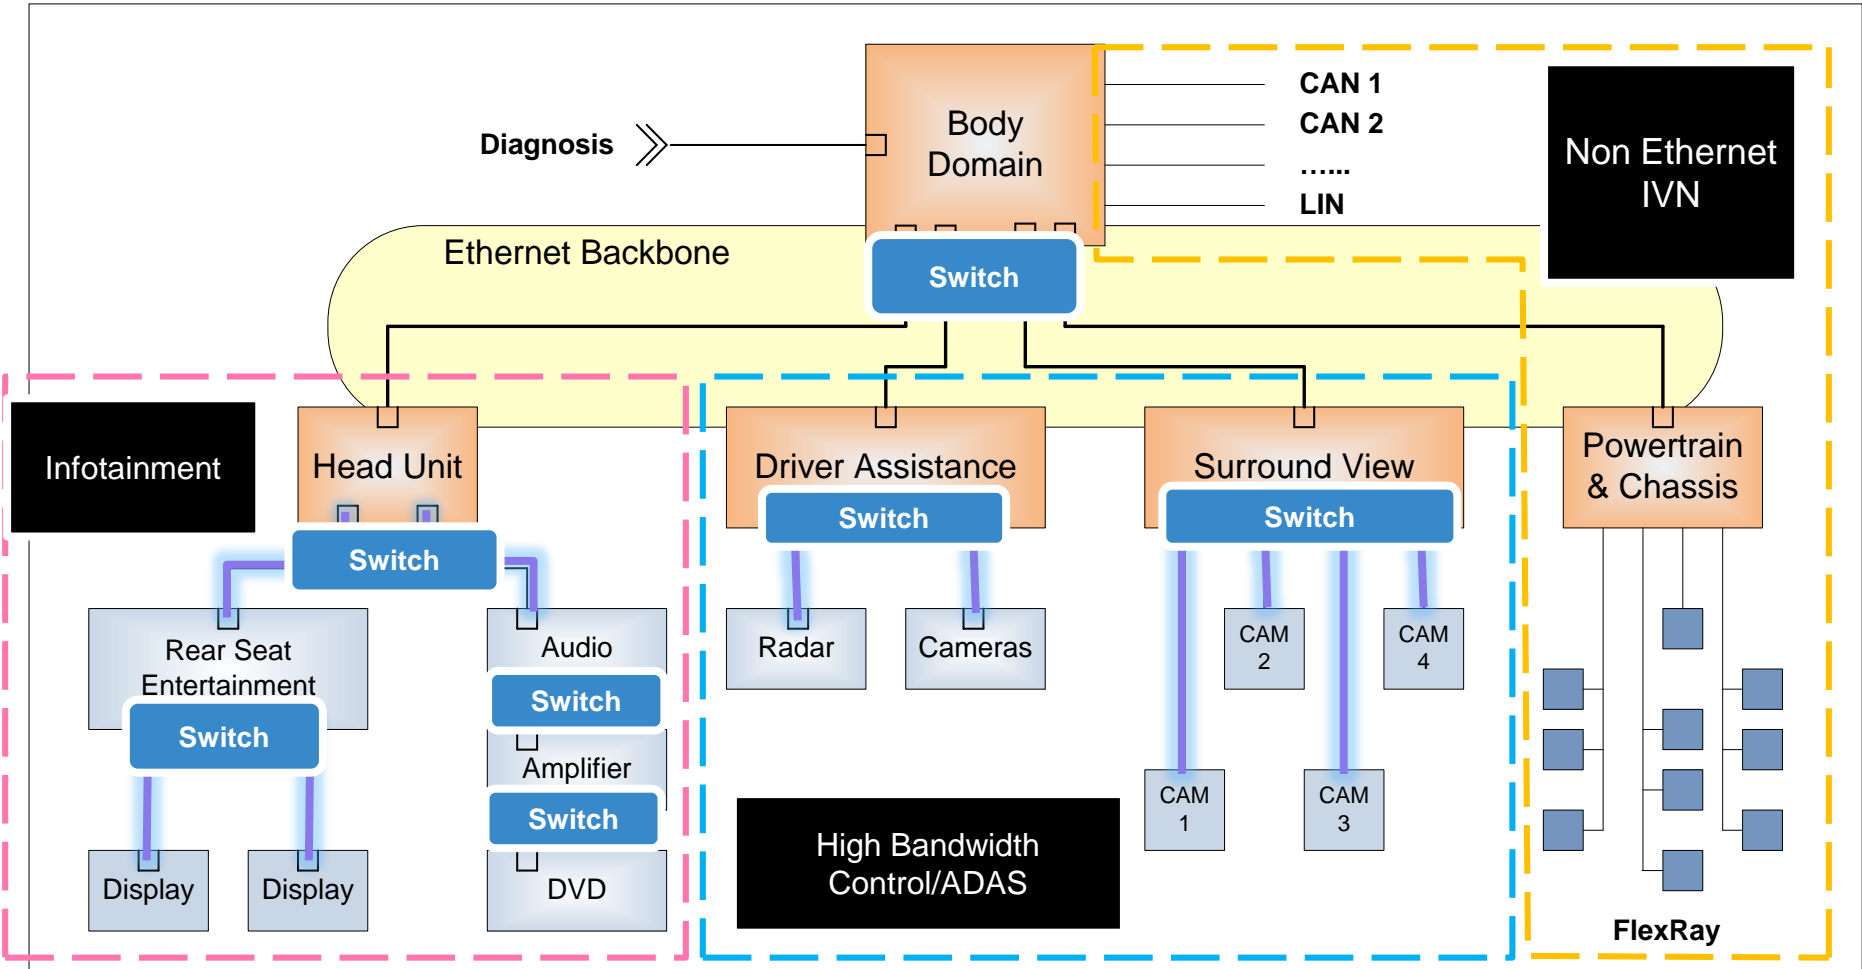 CAN 1
CAN 2
…...
LIN
Body
Domain
Diagnosis
Non Ethernet
IVN
Ethernet Backbone
Switch
Infotainment
Head Unit
Switch
Driver Assistance
Switch
Surround View
Switch
Powertrain
& Chassis
Rear Seat
Entertainment
Switch
Audio
Switch
Amplifier
Switch
DVD
Display
Display
Radar
Cameras
CAM
2
CAM
4
CAM
1
CAM
3
High Bandwidth
Control/ADAS
FlexRay